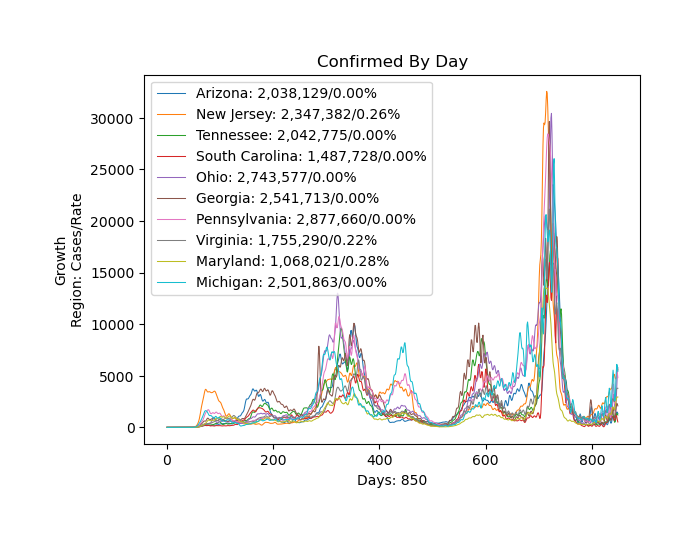 Confirmed By Day
Growth
Region: Cases/Rate
30000
25000
20000
15000
10000
5000
0
Arizona: 2,038,129/0.00%
New Jersey: 2,347,382/0.26%
Tennessee: 2,042,775/0.00%
South Carolina: 1,487,728/0.00%
Ohio: 2,743,577/0.00%
Georgia: 2,541,713/0.00%
Pennsylvania: 2,877,660/0.00%
Virginia: 1,755,290/0.22%
Maryland: 1,068,021/0.28%
Michigan: 2,501,863/0.00%
0 200 400 600 800
Days: 850